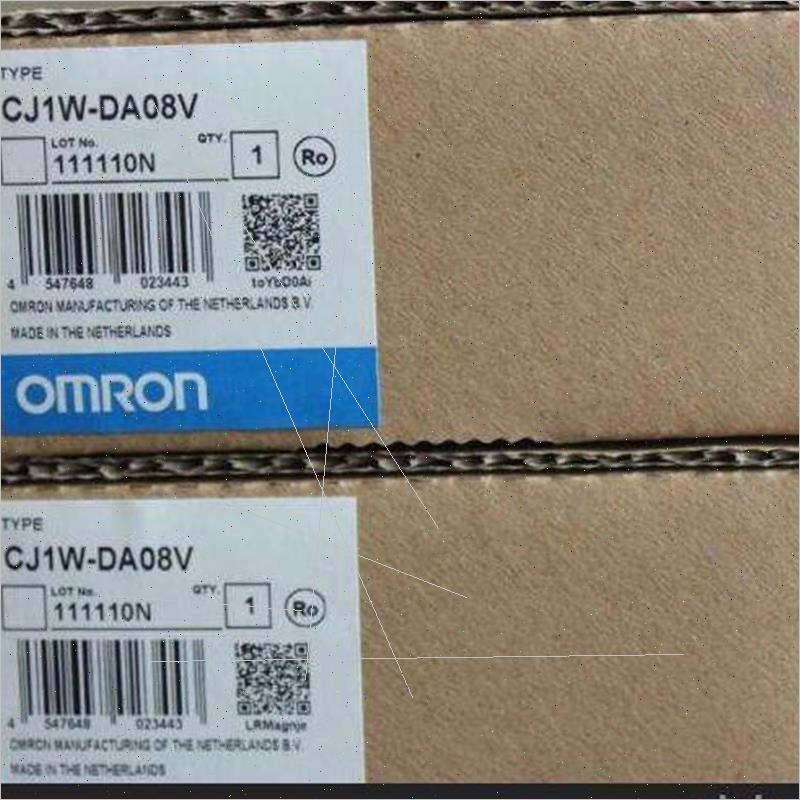 TYPE
CJ1W-DA08V
LOT No. QTY.
111110N 1 Ro
4 547648 023443
toYbD0Ai
OMRON MANUFACTURING OF THE NETHERLANDS B.V.
MADE IN THE NETHERLANDS
OMRON
TYPE
CJ1W-DA08V
LOT No. QTY.
111110N 1 Ro
4 547648 023443
LRMagnje
OMRON MANUFACTURING OF THE NETHERLANDS B.V.
MADE IN THE NETHERLANDS